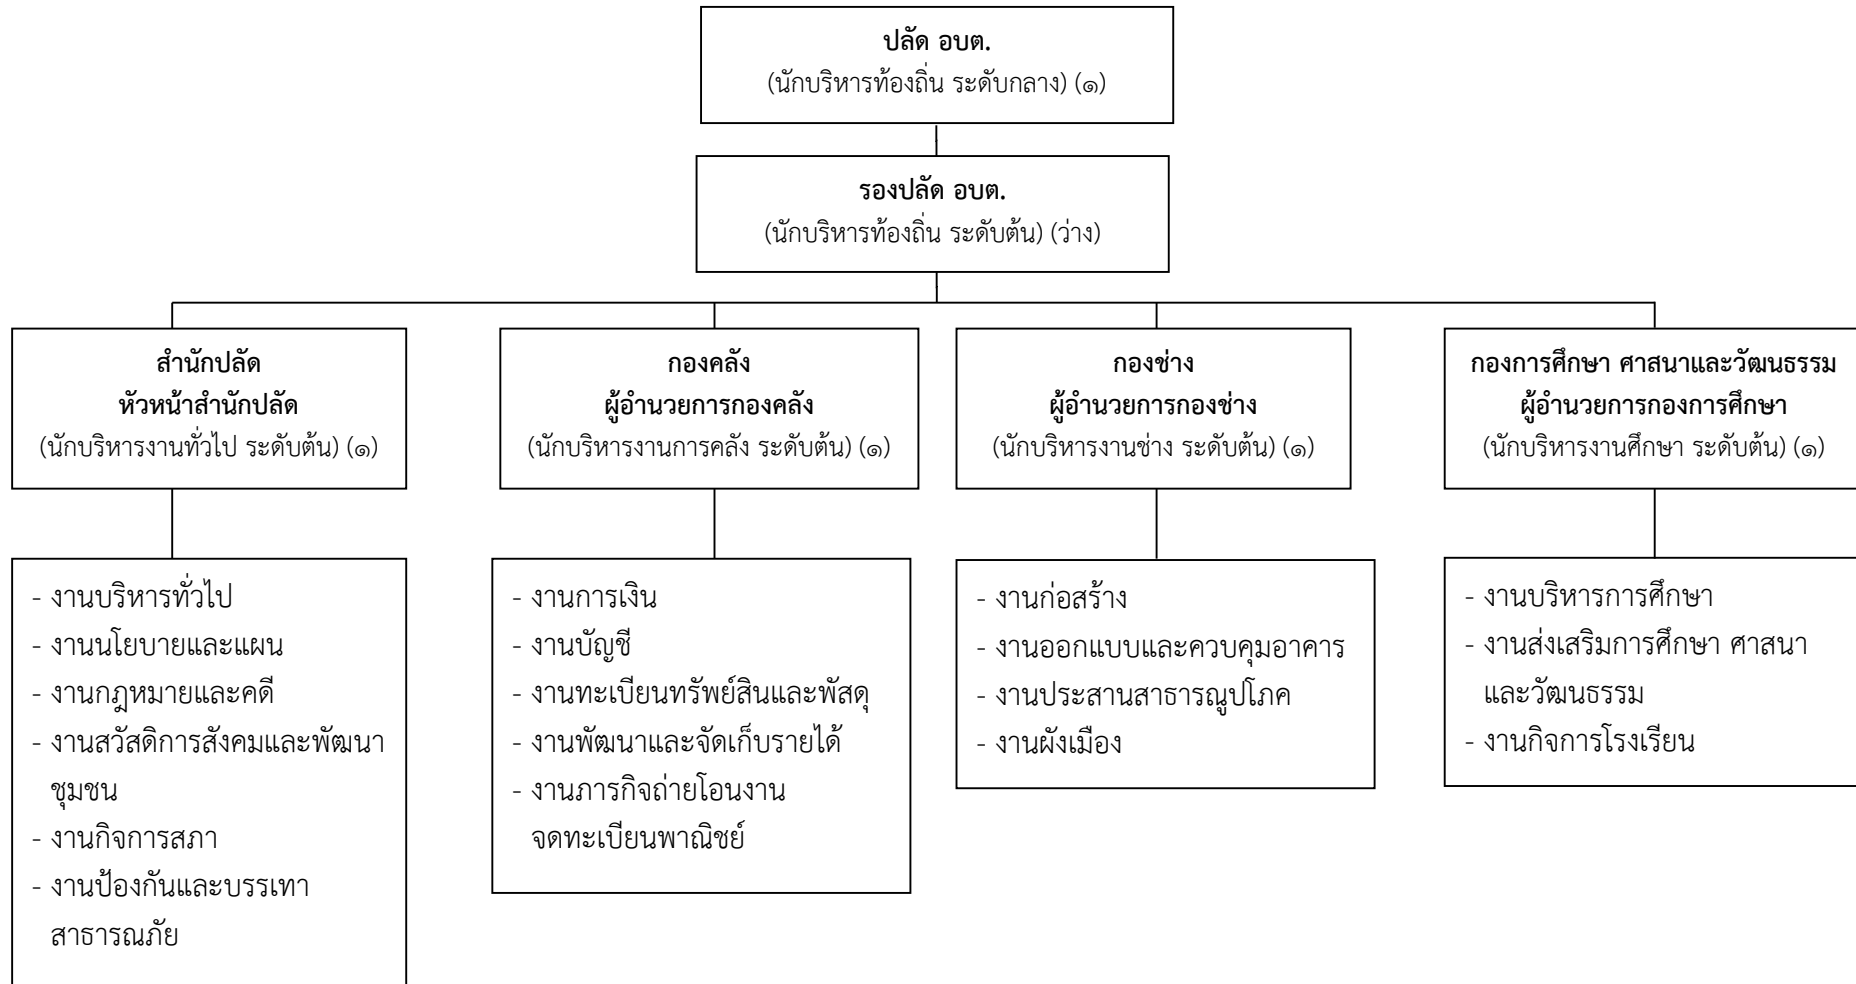 ปลัด อบต.
(นักบริหารท้องถิ่น ระดับกลาง) (๑)
รองปลัด อบต.
(นักบริหารท้องถิ่น ระดับต้น) (ว่าง)
สำนักปลัด
หัวหน้าสำนักปลัด
(นักบริหารงานทั่วไป ระดับต้น) (๑)
กองคลัง
ผู้อำนวยการกองคลัง
(นักบริหารงานการคลัง ระดับต้น) (๑)
กองช่าง
ผู้อำนวยการกองช่าง
(นักบริหารงานช่าง ระดับต้น) (๑)
กองการศึกษา ศาสนาและวัฒนธรรม
ผู้อำนวยการกองการศึกษา
(นักบริหารงานศึกษา ระดับต้น) (๑)
- งานบริหารทั่วไป
- งานนโยบายและแผน
- งานกฎหมายและคดี
- งานสวัสดิการสังคมและพัฒนา
ชุมชน
- งานกิจการสภา
- งานป้องกันและบรรเทา
สาธารณภัย
- งานการเงิน
- งานบัญชี
- งานทะเบียนทรัพย์สินและพัสดุ
- งานพัฒนาและจัดเก็บรายได้
- งานภารกิจถ่ายโอนงาน
จดทะเบียนพาณิชย์
- งานก่อสร้าง
- งานออกแบบและควบคุมอาคาร
- งานประสานสาธารณูปโภค
- งานผังเมือง
- งานบริหารการศึกษา
- งานส่งเสริมการศึกษา ศาสนา
และวัฒนธรรม
- งานกิจการโรงเรียน